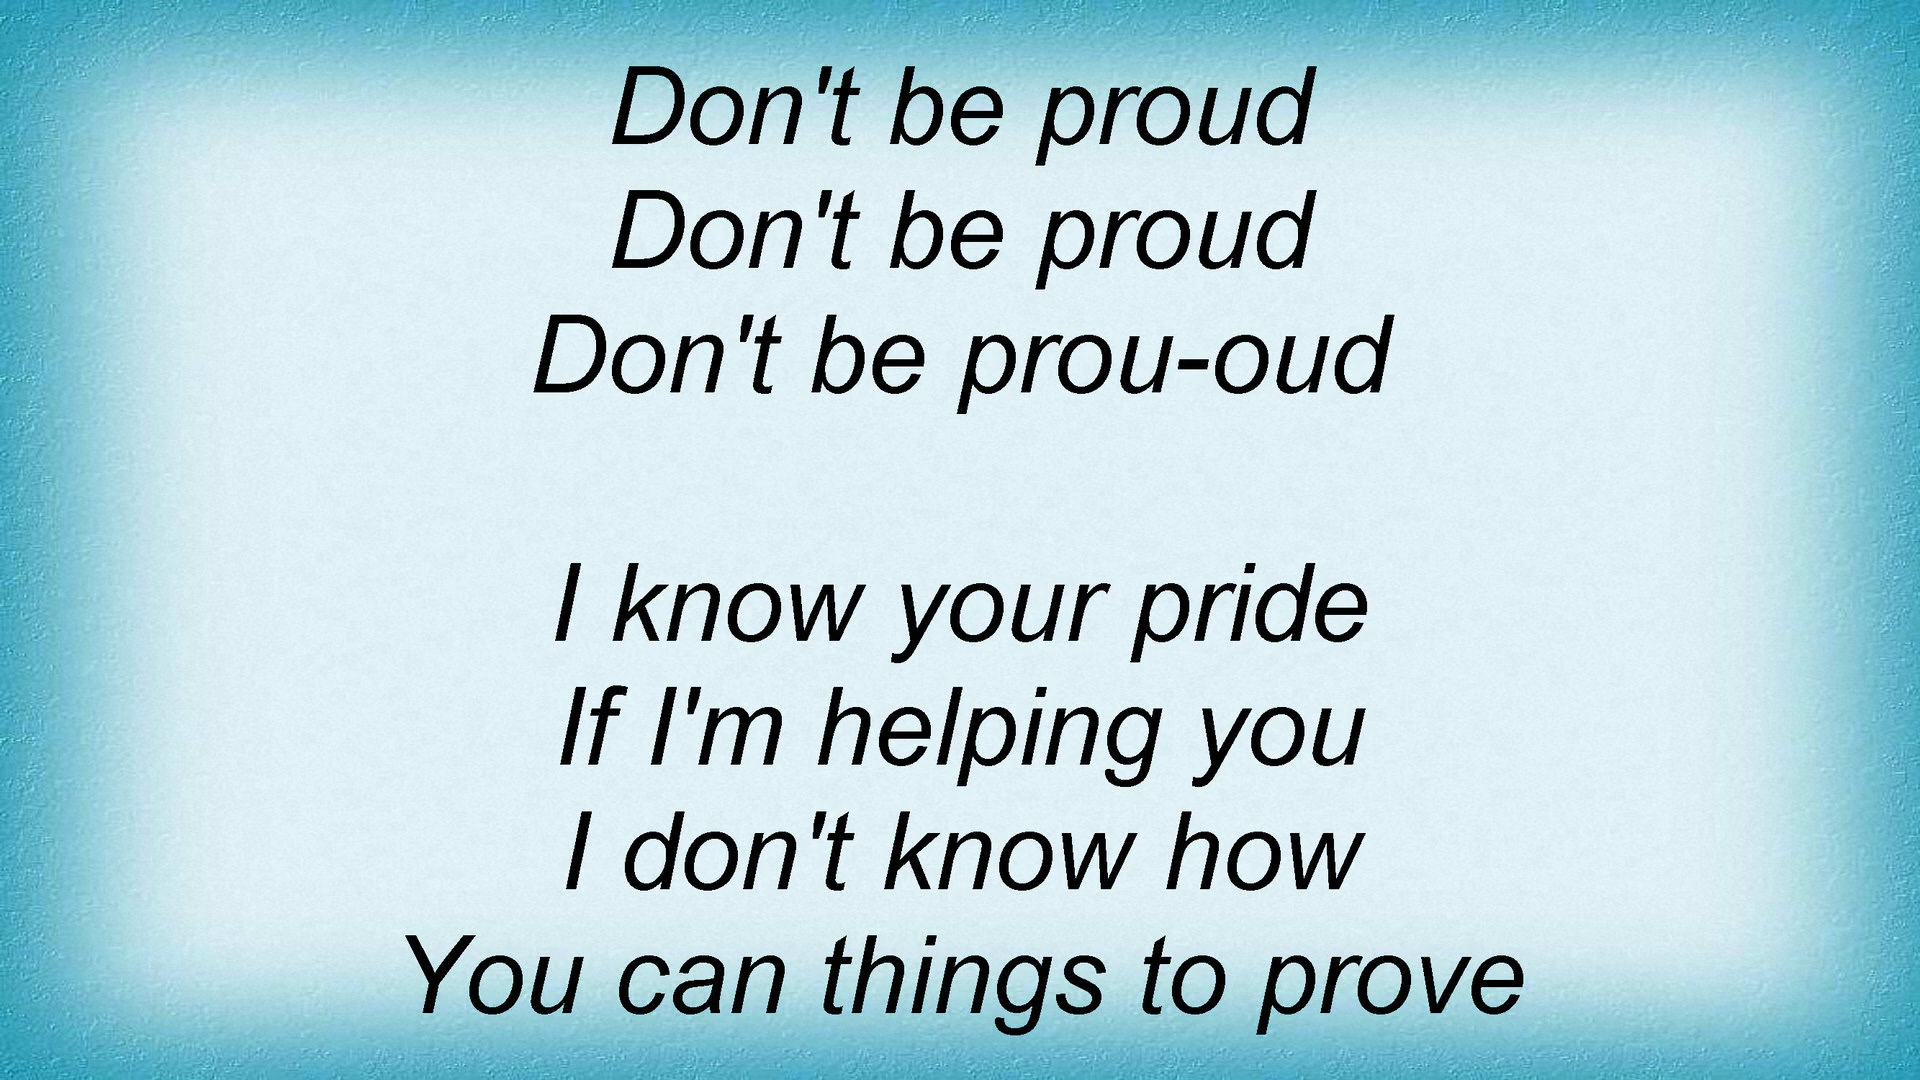 Don't be proud
Don't be proud
Don't be prou-oud
I know your pride
If I'm helping you
I don't know how
You can things to prove